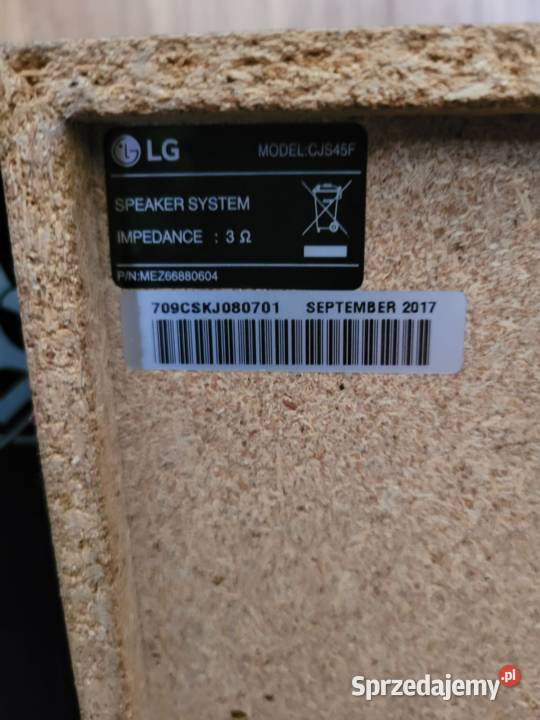 LG MODEL:CJS45F
SPEAKER SYSTEM
IMPEDANCE : 3 Ω
P/N:MEZ66880604
709CSKJ080701 SEPTEMBER 2017
Sprzedajemy.pl